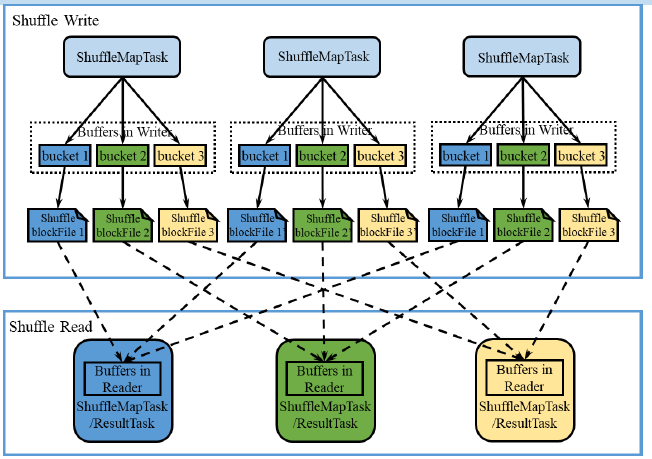 Shuffle Write
ShuffleMapTask
ShuffleMapTask
ShuffleMapTask
Buffers in Writer
Buffers in Writer
Buffers in Writer
bucket 1
bucket 2
bucket 3
bucket 1
bucket 2
bucket 3
bucket 1
bucket 2
bucket 3
Shuffle
blockFile 1
Shuffle
blockFile 2
Shuffle
blockFile 3
Shuffle
blockFile 1'
Shuffle
blockFile 2'
Shuffle
blockFile 3'
Shuffle
blockFile 1
Shuffle
blockFile 2
Shuffle
blockFile 3
Shuffle Read
Buffers in
Reader
ShuffleMapTask
/ResultTask
Buffers in
Reader
ShuffleMapTask
/ResultTask
Buffers in
Reader
ShuffleMapTask
/ResultTask